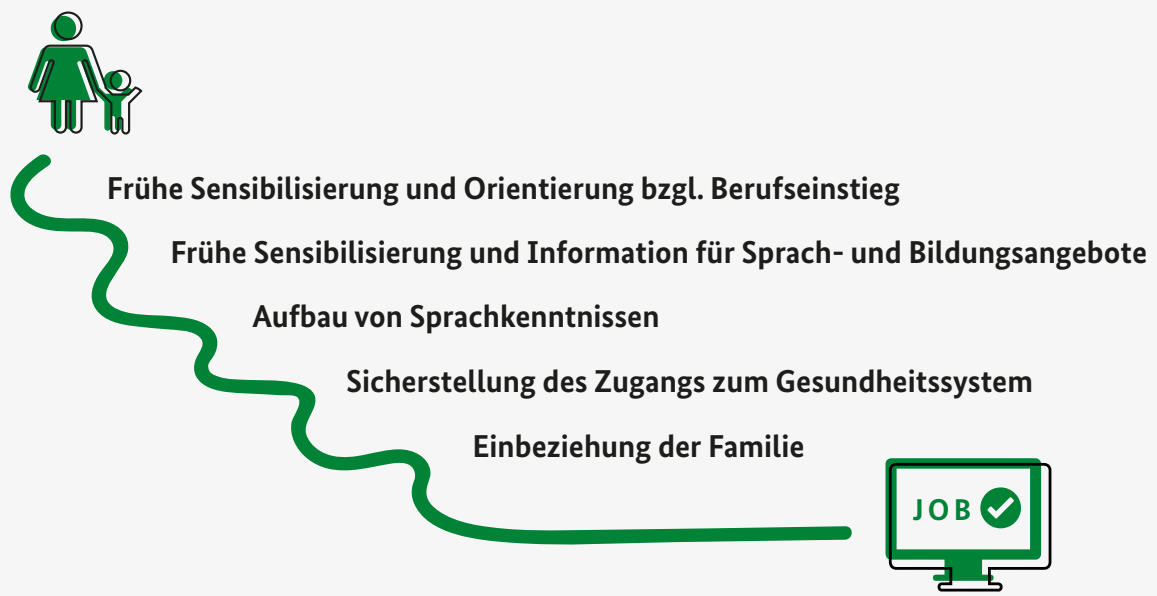 Frühe Sensibilisierung und Orientierung bzgl. Berufseinstieg
Frühe Sensibilisierung und Information für Sprach- und Bildungsangebote
Aufbau von Sprachkenntnissen
Sicherstellung des Zugangs zum Gesundheitssystem
Einbeziehung der Familie
JOB